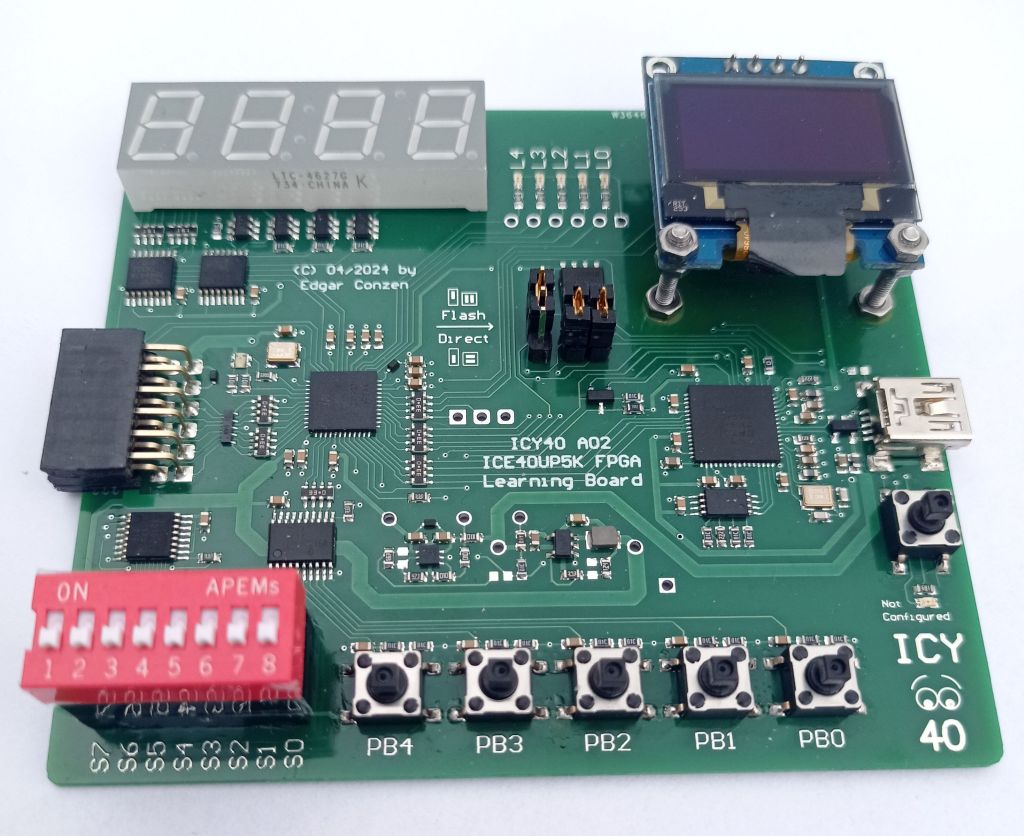 LTC-4627G
734 CHINA K
W3646
L4
L3
L2
L1
L0
(C) 04/2024 by
Edgar Conzen
Flash
Direct
ICY40 A02
ICE40UP5K FPGA
Learning Board
ON
APEMs
1 2 3 4 5 6 7 8
Not
Configured
ICY
40
PB4
PB3
PB2
PB1
PB0
S7
S6
S5
S4
S3
S2
S1
S0